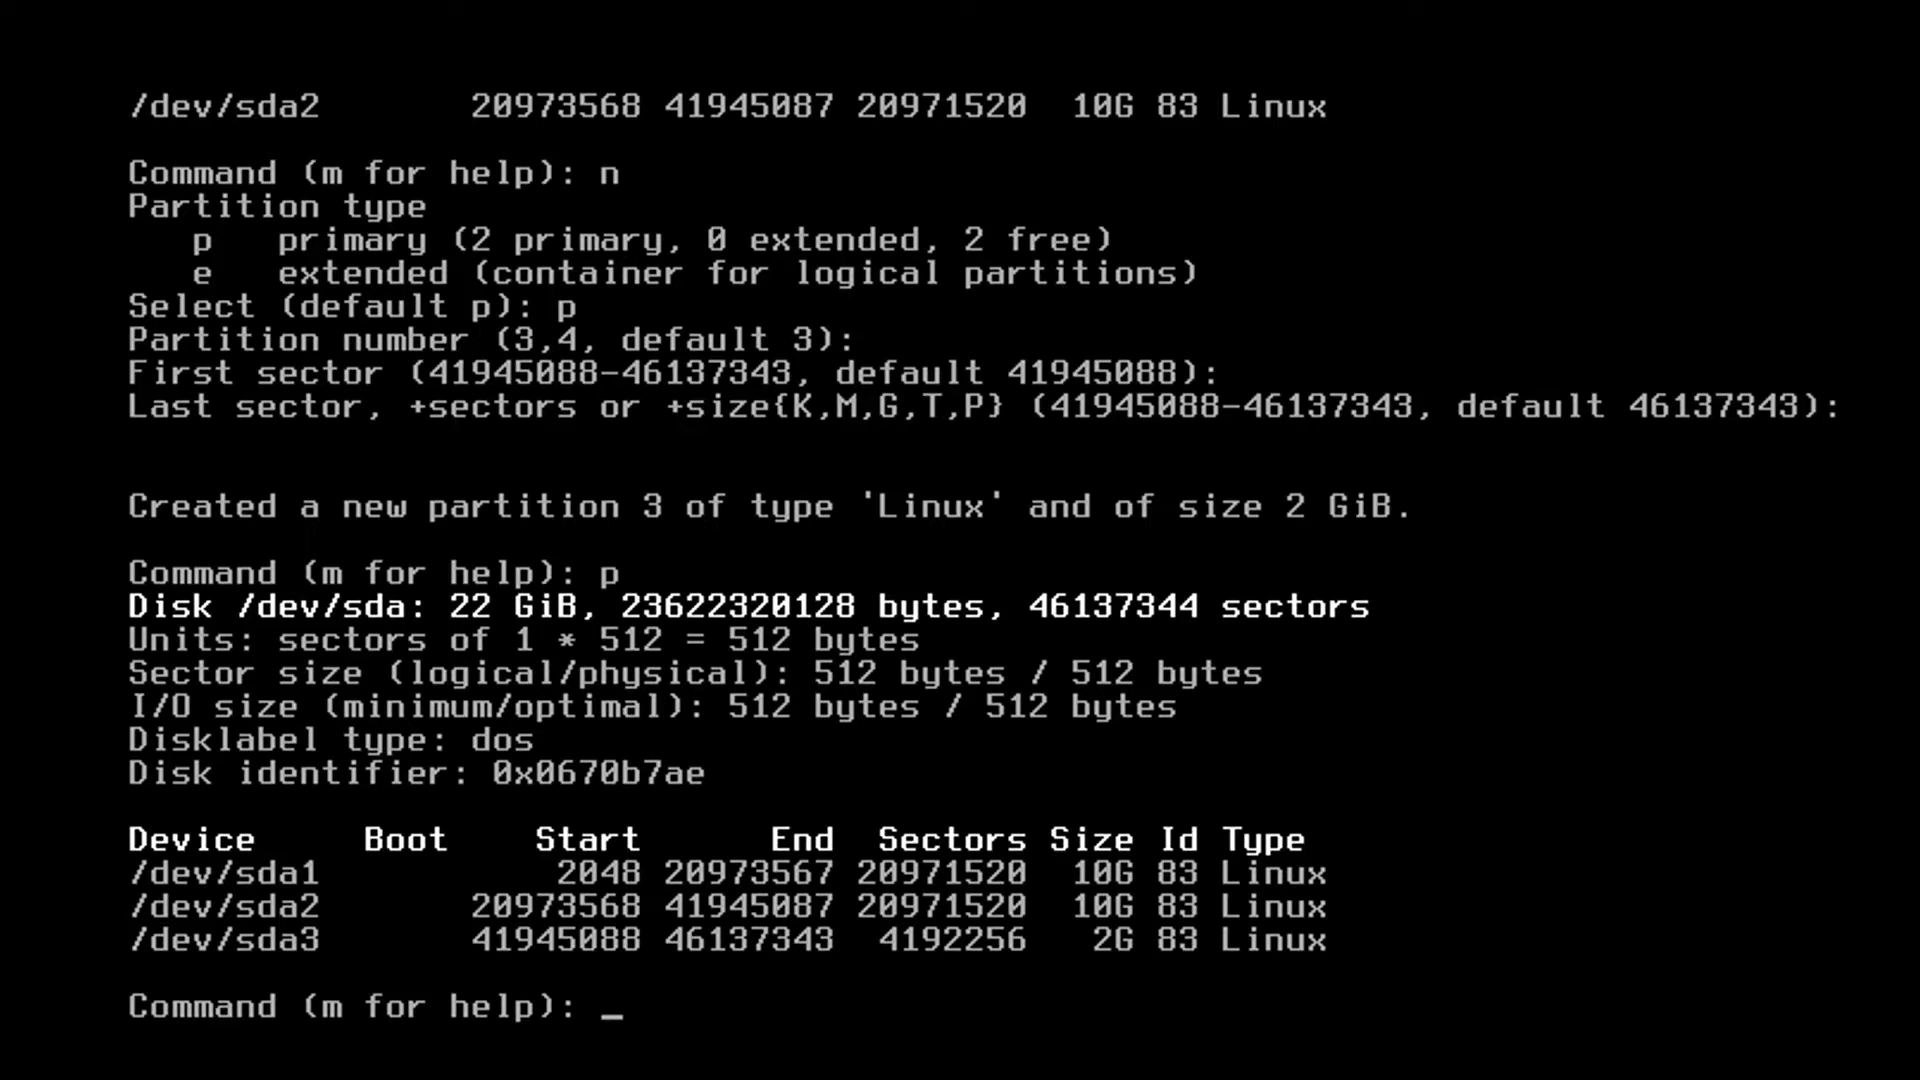 /dev/sda2       20973568 41945087 20971520  10G 83 Linux
Command (m for help): n
Partition type
   p   primary (2 primary, 0 extended, 2 free)
   e   extended (container for logical partitions)
Select (default p): p
Partition number (3,4, default 3):
First sector (41945088-46137343, default 41945088):
Last sector, +sectors or +size{K,M,G,T,P} (41945088-46137343, default 46137343):
Created a new partition 3 of type 'Linux' and of size 2 GiB.
Command (m for help): p
Disk /dev/sda: 22 GiB, 23622320128 bytes, 46137344 sectors
Units: sectors of 1 * 512 = 512 bytes
Sector size (logical/physical): 512 bytes / 512 bytes
I/O size (minimum/optimal): 512 bytes / 512 bytes
Disklabel type: dos
Disk identifier: 0x0670b7ae
Device     Boot    Start      End  Sectors Size Id Type
/dev/sda1           2048 20973567 20971520  10G 83 Linux
/dev/sda2       20973568 41945087 20971520  10G 83 Linux
/dev/sda3       41945088 46137343  4192256   2G 83 Linux
Command (m for help): _